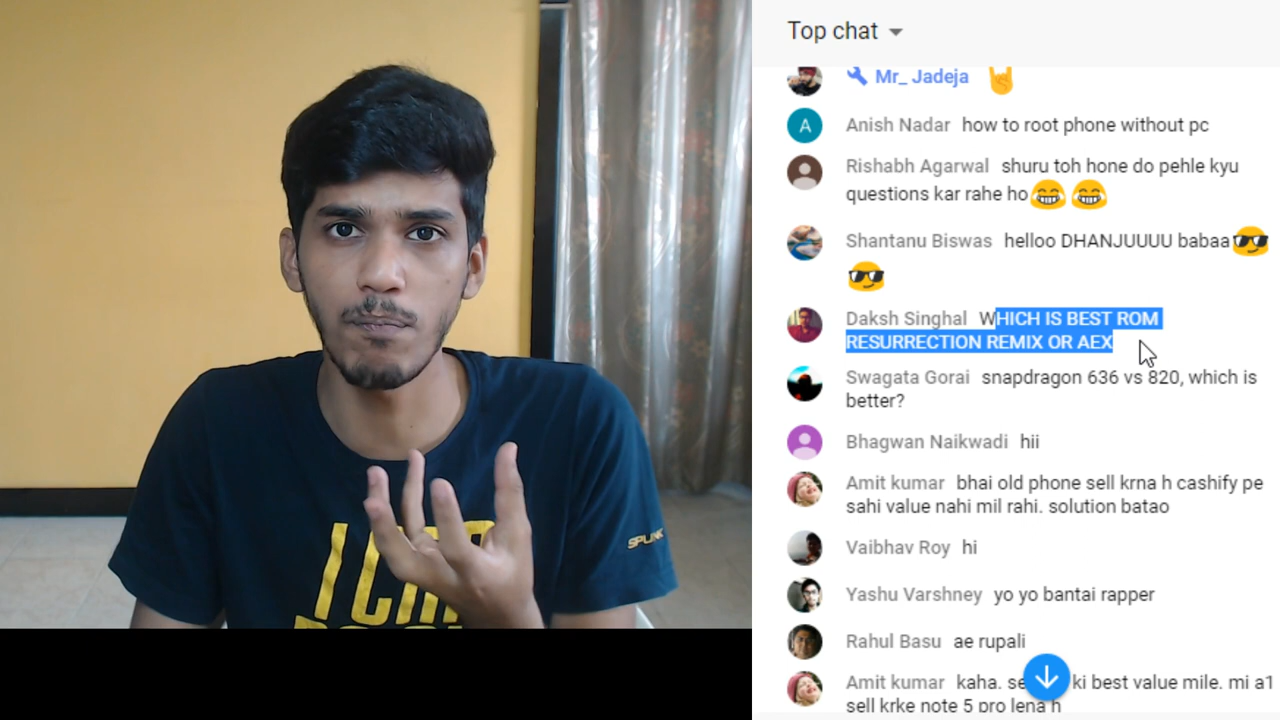 Top chat
Mr_ Jadeja
A
Anish Nadar how to root phone without pc
Rishabh Agarwal shuru toh hone do pehle kyu
questions kar rahe ho😂 😂
Shantanu Biswas helloo DHANJUUUU babaa😎
😎
Daksh Singhal WHICH IS BEST ROM
RESURRECTION REMIX OR AEX
Swagata Gorai snapdragon 636 vs 820, which is
better?
Bhagwan Naikwadi hii
Amit kumar bhai old phone sell krna h cashify pe
sahi value nahi mil rahi. solution batao
Vaibhav Roy hi
Yashu Varshney yo yo bantai rapper
Rahul Basu ae rupali
Amit kumar kaha. ki best value mile. mi a1
sell krke note 5 pro lena h